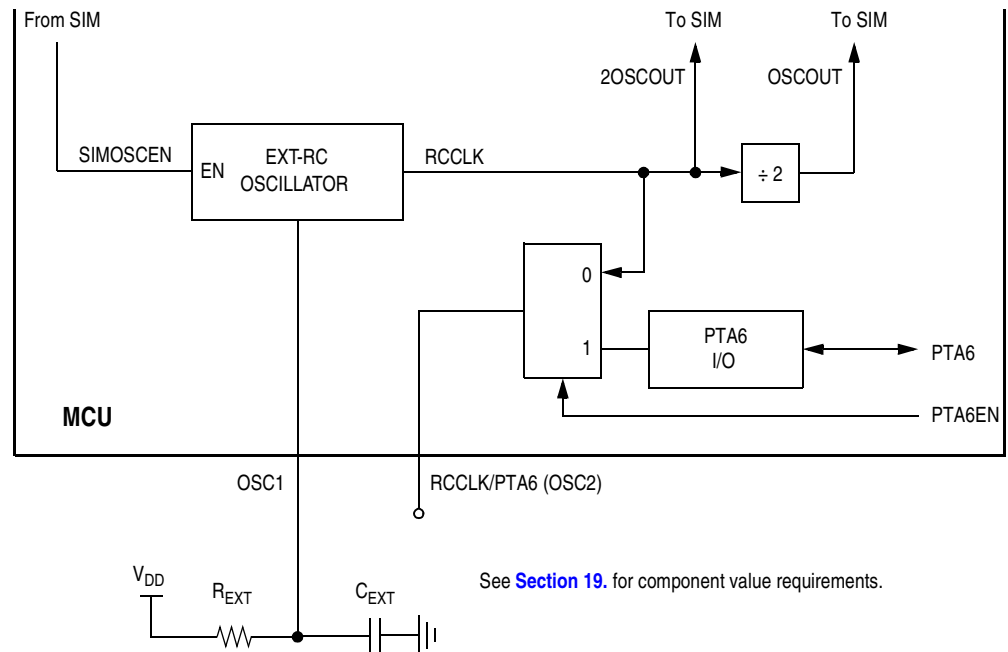 From SIM
To SIM
To SIM
2OSCOUT
OSCOUT
SIMOSCEN
EN
EXT-RC
OSCILLATOR
RCCLK
÷ 2
0
1
PTA6
I/O
PTA6
PTA6EN
MCU
OSC1
RCCLK/PTA6 (OSC2)
VDD
REXT
CEXT
See Section 19. for component value requirements.